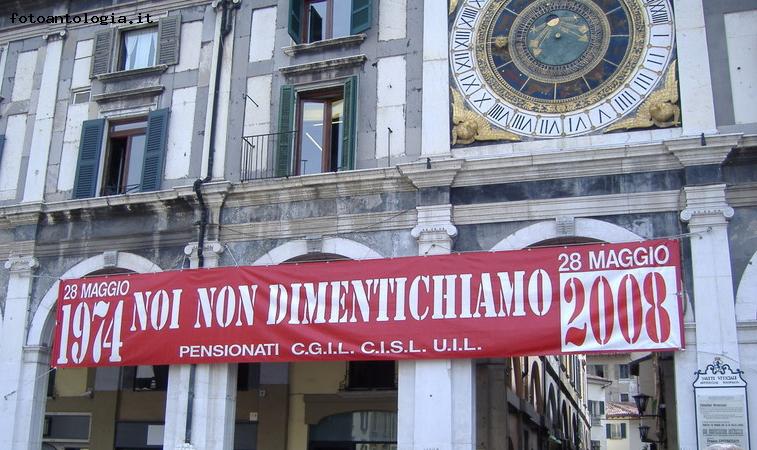 fotoantologia.it
28 MAGGIO
1974
NOI NON DIMENTICHIAMO
28 MAGGIO
2008
PENSIONATI C.G.I.L. C.I.S.L. U.I.L.